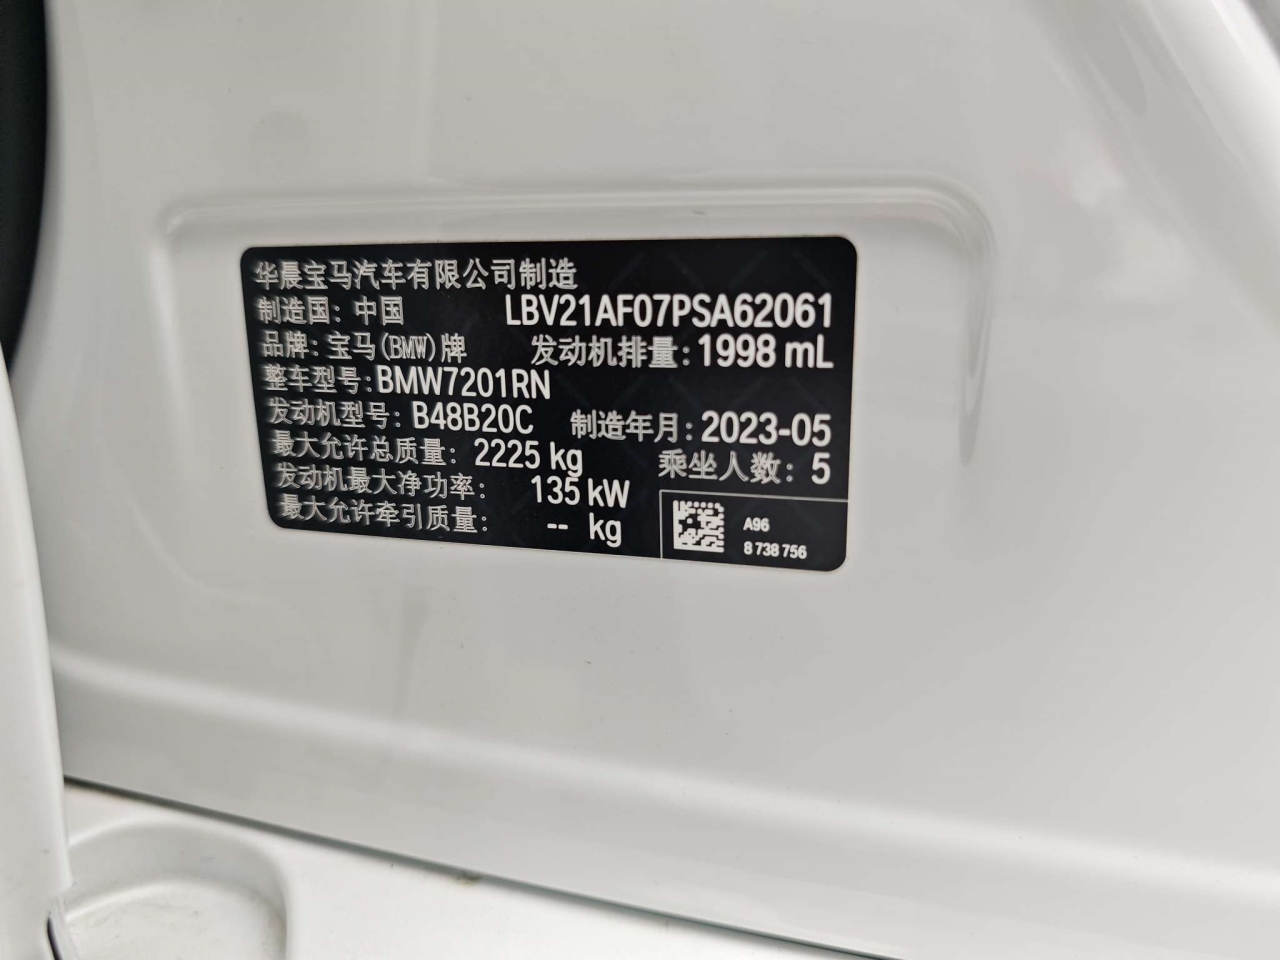 华晨宝马汽车有限公司制造
制造国：中国 LBV21AF07PSA62061
品牌：宝马(BMW)牌 发动机排量：1998 mL
整车型号：BMW7201RN
发动机型号：B48B20C 制造年月：2023-05
最大允许总质量：2225 kg 乘坐人数：5
发动机最大净功率：135 kW
最大允许牵引质量：-- kg
A96
8 738 756